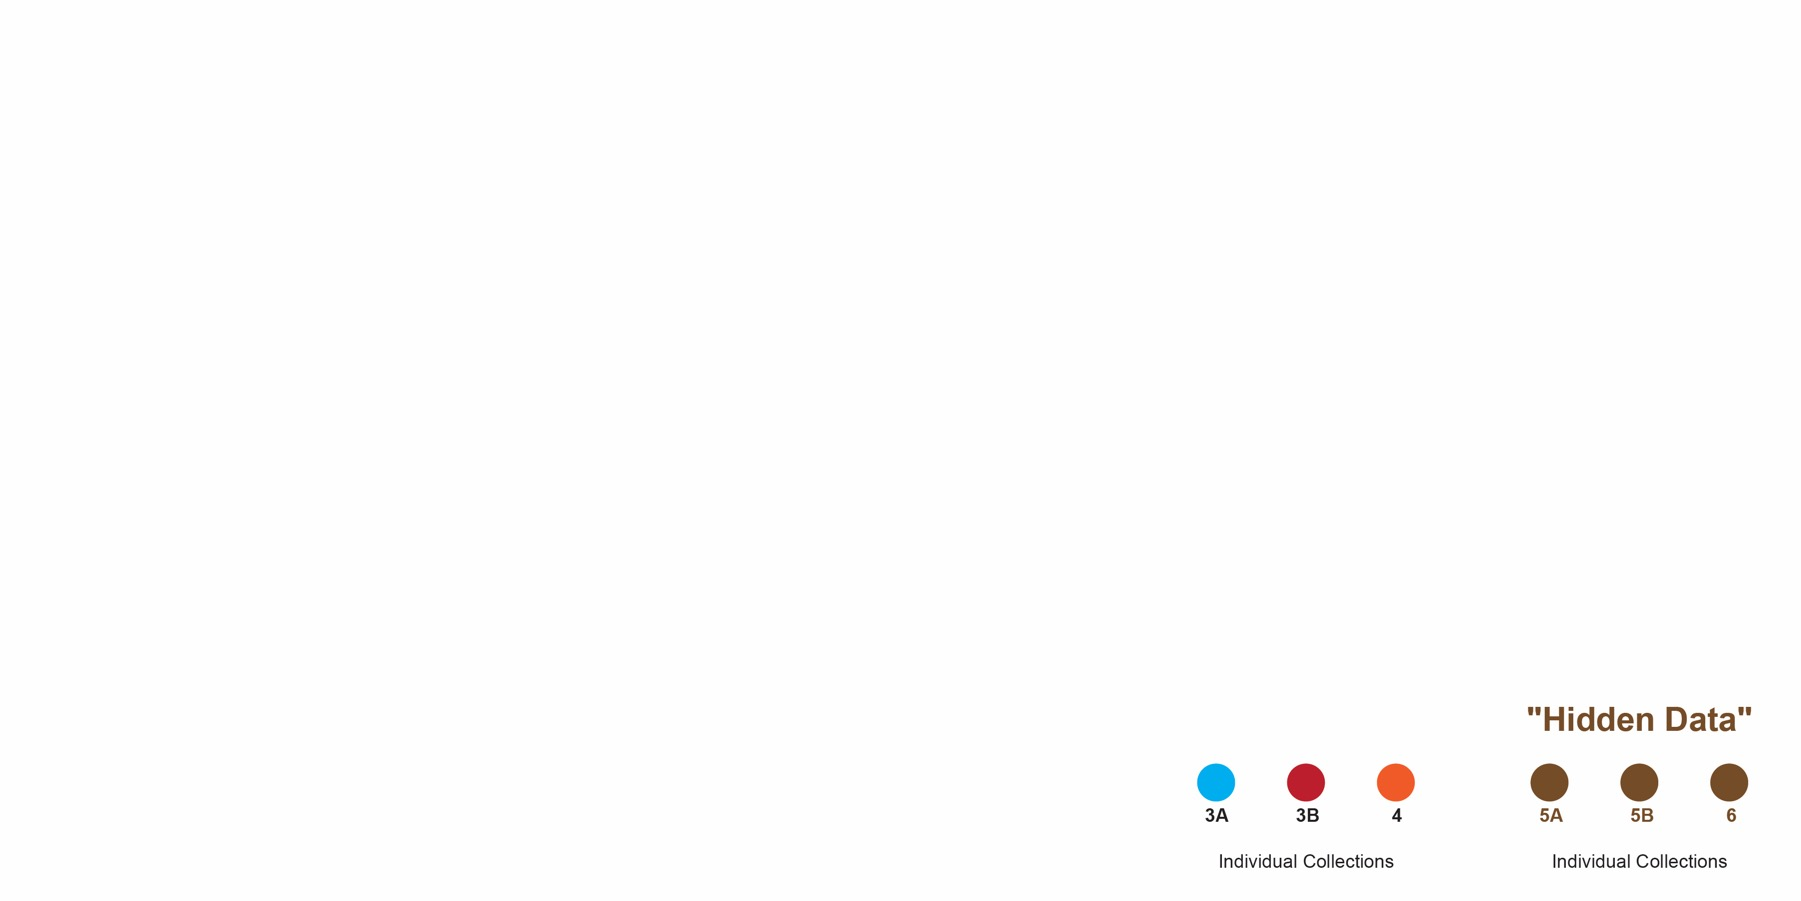 "Hidden Data"
3A 3B 4 5A 5B 6
Individual Collections Individual Collections